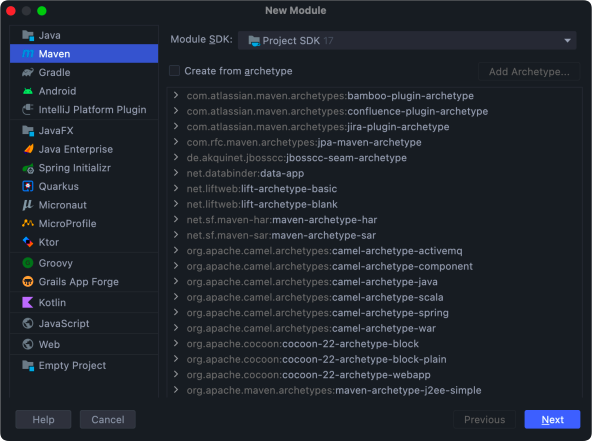 New Module
Java
Maven
Gradle
Android
IntelliJ Platform Plugin
JavaFX
Java Enterprise
Spring Initializr
Quarkus
Micronaut
MicroProfile
Ktor
Groovy
Grails App Forge
Kotlin
JavaScript
Web
Empty Project
Module SDK: Project SDK 17
Create from archetype Add Archetype...
com.atlassian.maven.archetypes:bamboo-plugin-archetype
com.atlassian.maven.archetypes:confluence-plugin-archetype
com.atlassian.maven.archetypes:jira-plugin-archetype
com.rfc.maven.archetypes:jpa-maven-archetype
de.akquinet.jbosscc:jbosscc-seam-archetype
net.databinder:data-app
net.liftweb:lift-archetype-basic
net.liftweb:lift-archetype-blank
net.sf.maven-har:maven-archetype-har
net.sf.maven-sar:maven-archetype-sar
org.apache.camel.archetypes:camel-archetype-activemq
org.apache.camel.archetypes:camel-archetype-component
org.apache.camel.archetypes:camel-archetype-java
org.apache.camel.archetypes:camel-archetype-scala
org.apache.camel.archetypes:camel-archetype-spring
org.apache.camel.archetypes:camel-archetype-war
org.apache.cocoon:cocoon-22-archetype-block
org.apache.cocoon:cocoon-22-archetype-block-plain
org.apache.cocoon:cocoon-22-archetype-webapp
org.apache.maven.archetypes:maven-archetype-j2ee-simple
Help Cancel Previous Next